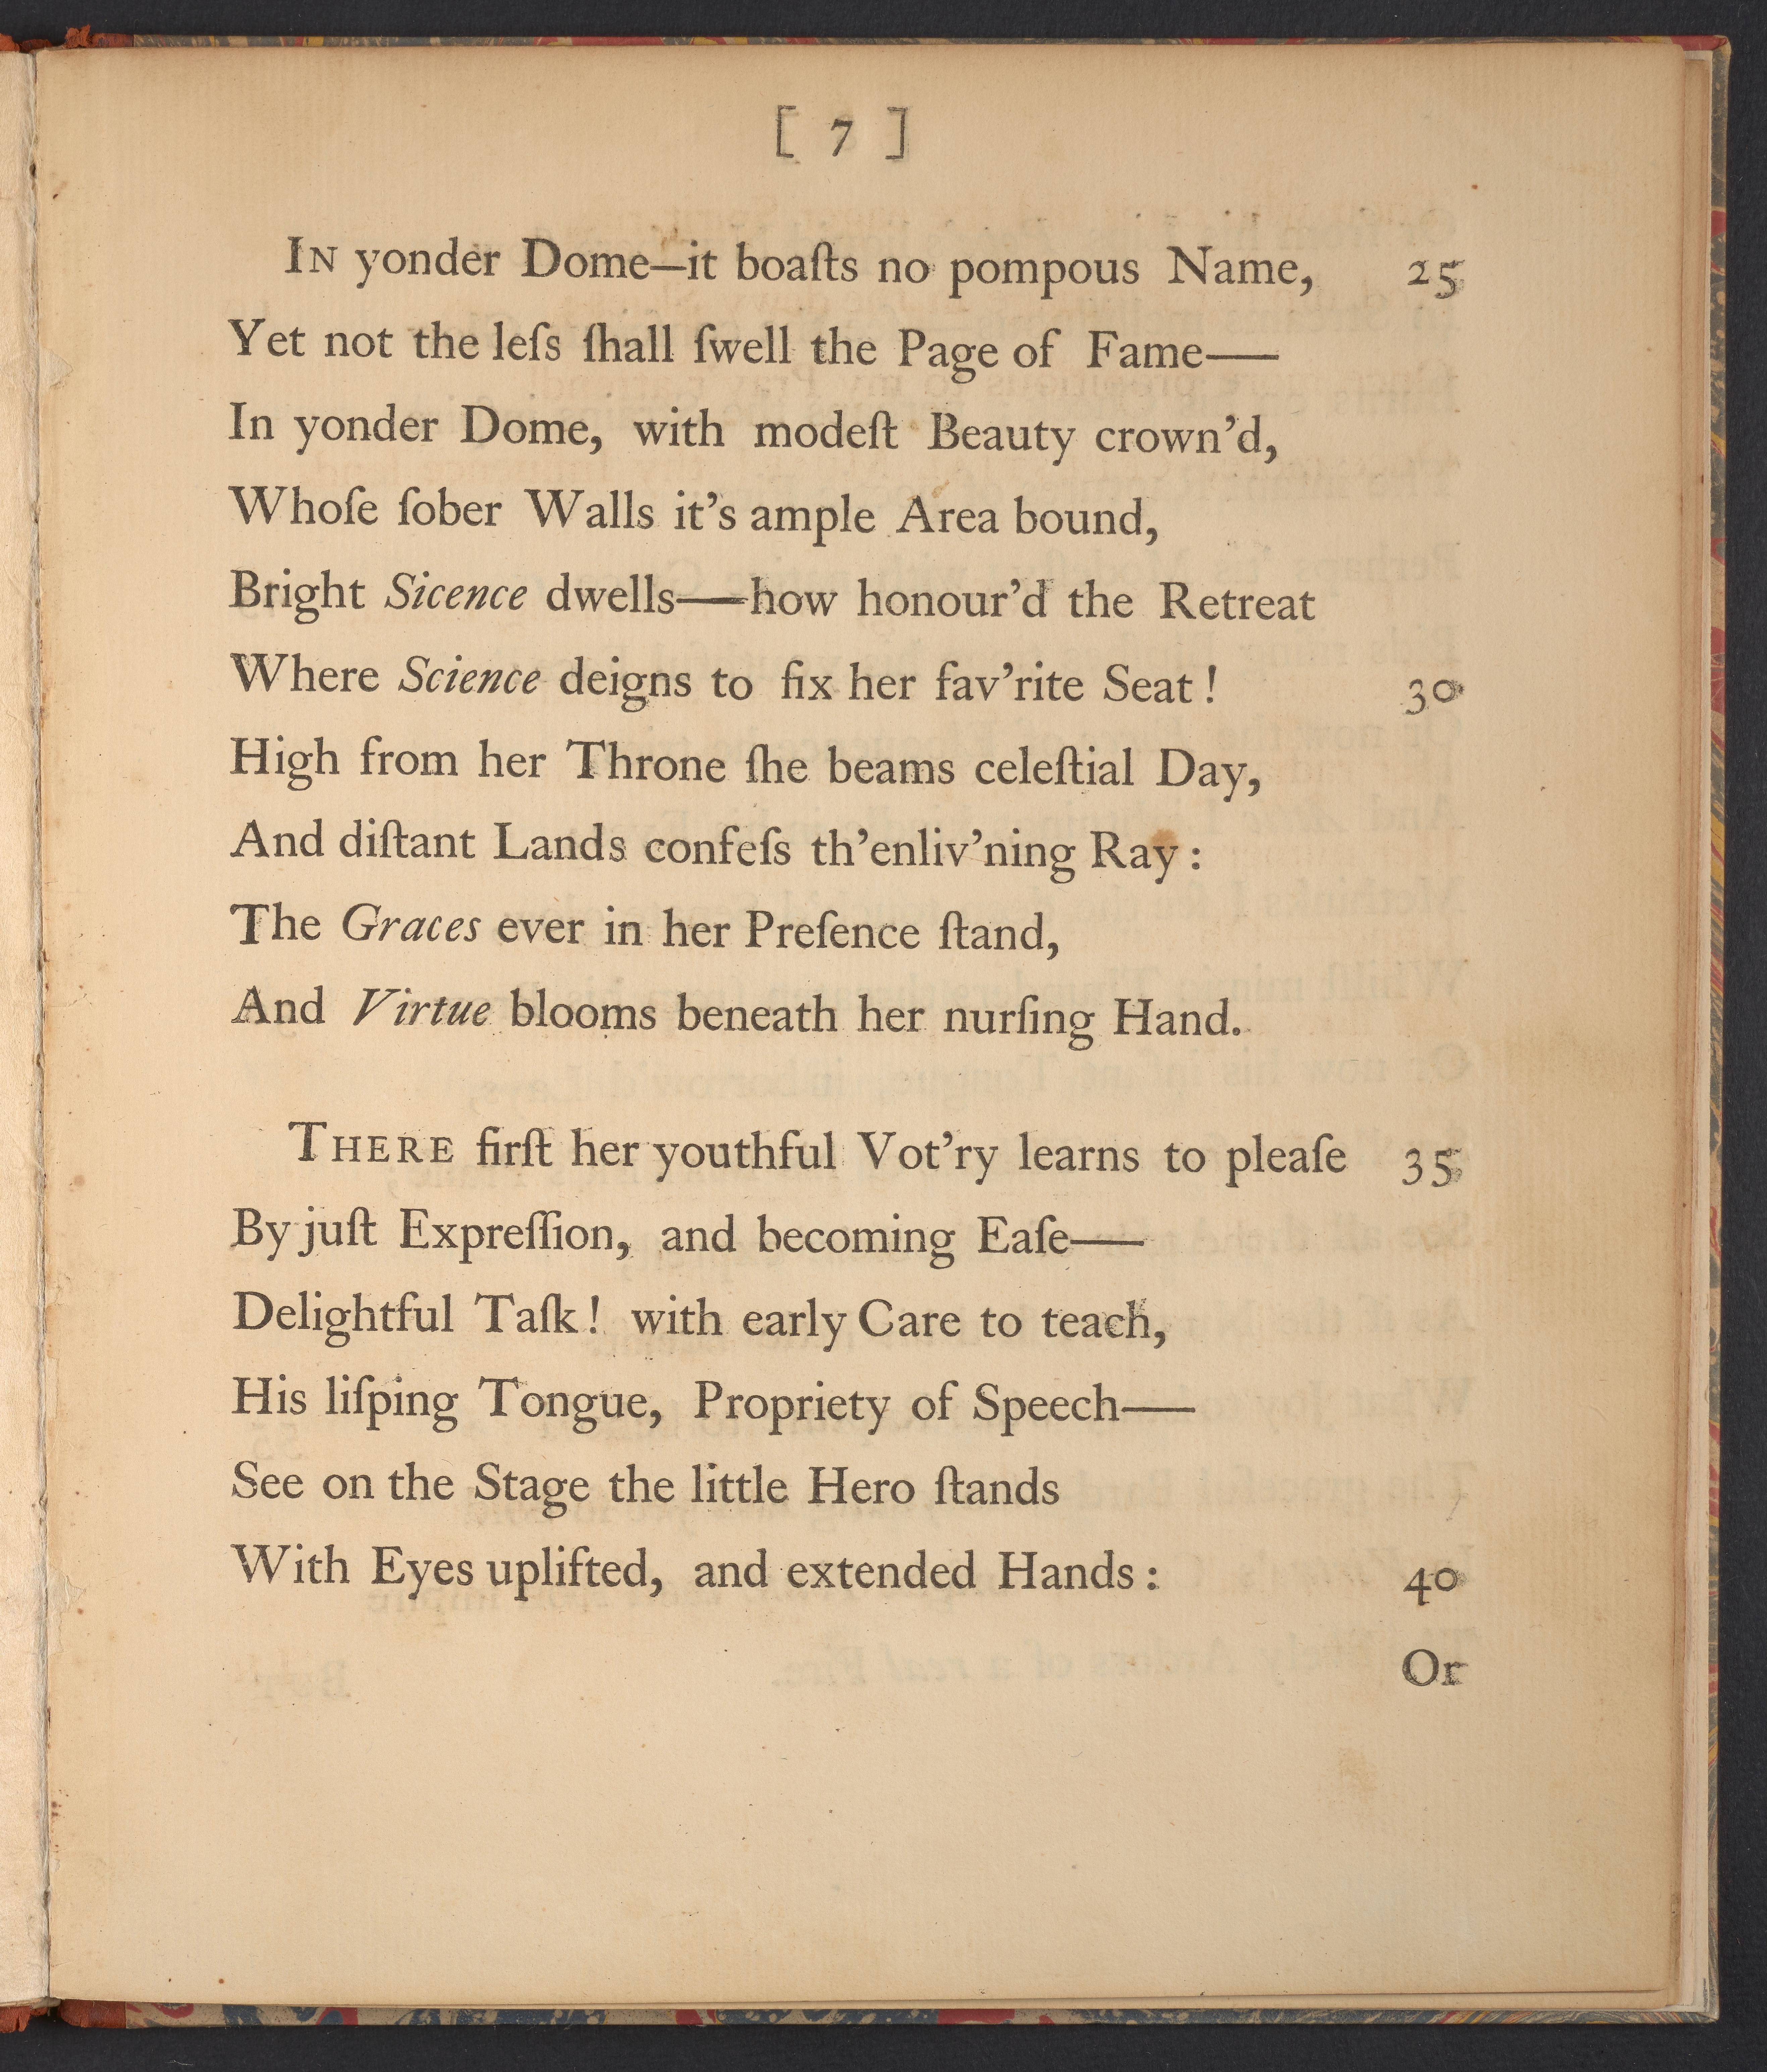 [ 7 ]
IN yonder Dome—it boaſts no pompous Name, 25
Yet not the leſs ſhall ſwell the Page of Fame—
In yonder Dome, with modeſt Beauty crown'd,
Whoſe ſober Walls it's ample Area bound,
Bright Sicence dwells—how honour'd the Retreat
Where Science deigns to fix her fav'rite Seat! 30
High from her Throne ſhe beams celeſtial Day,
And diſtant Lands confeſs th'enliv'ning Ray:
The Graces ever in her Preſence ſtand,
And Virtue blooms beneath her nurſing Hand.
THERE firſt her youthful Vot'ry learns to pleaſe 35
By juſt Expreſſion, and becoming Eaſe—
Delightful Taſk! with early Care to teach,
His liſping Tongue, Propriety of Speech—
See on the Stage the little Hero ſtands
With Eyes uplifted, and extended Hands: 40
Or